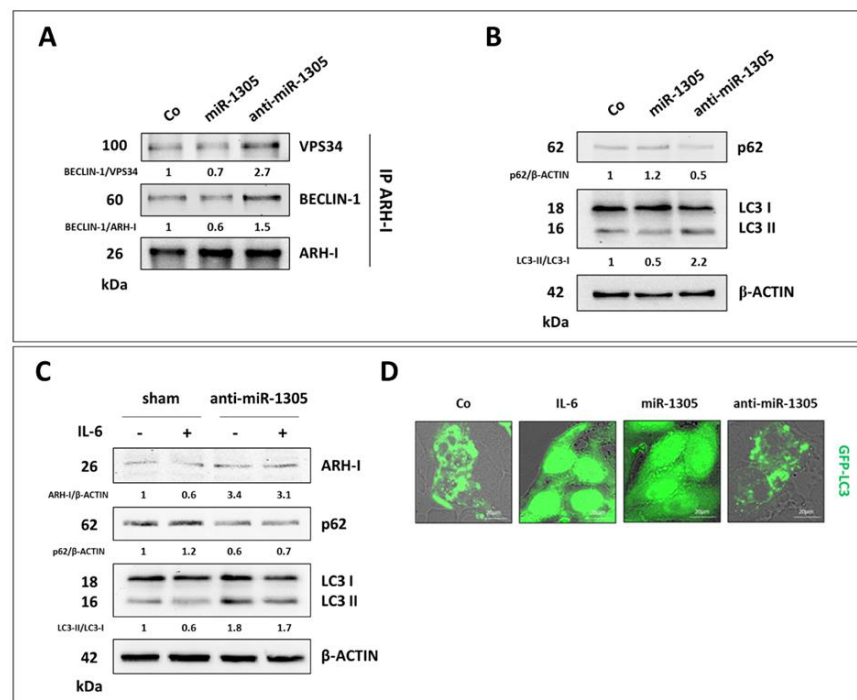 A
Co miR-1305 anti-miR-1305
100 VPS34
BECLIN-1/VPS34 1 0.7 2.7
60 BECLIN-1
BECLIN-1/ARH-I 1 0.6 1.5
26 ARH-I
kDa
IP ARH-I
B
Co miR-1305 anti-miR-1305
62 p62
p62/β-ACTIN 1 1.2 0.5
18 LC3 I
16 LC3 II
LC3-II/LC3-I 1 0.5 2.2
42 β-ACTIN
kDa
C
sham anti-miR-1305
IL-6 - + - +
26 ARH-I
ARH-I/β-ACTIN 1 0.6 3.4 3.1
62 p62
p62/β-ACTIN 1 1.2 0.6 0.7
18 LC3 I
16 LC3 II
LC3-II/LC3-I 1 0.6 1.8 1.7
42 β-ACTIN
kDa
D
Co IL-6 miR-1305 anti-miR-1305
20µm 20µm 20µm 20µm
GFP-LC3